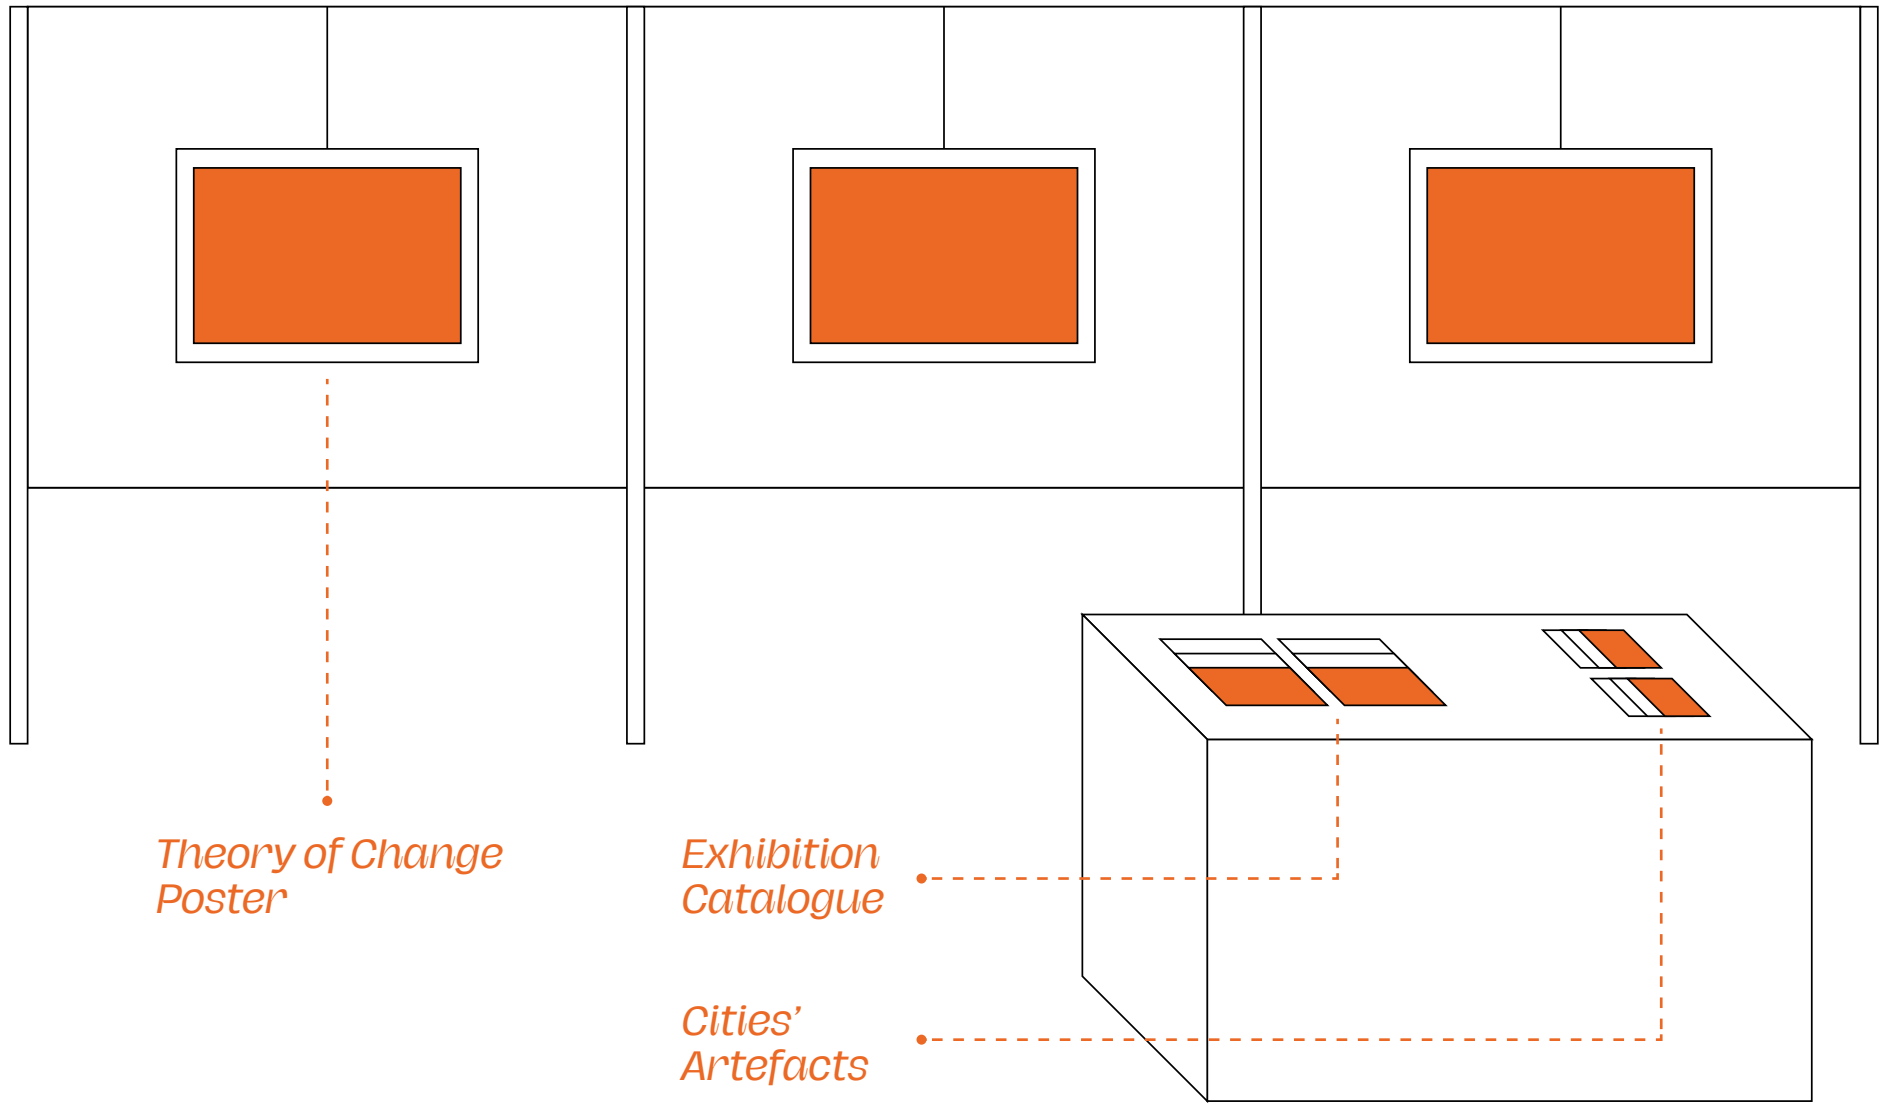 Theory of Change
Poster
Exhibition
Catalogue
Cities’
Artefacts